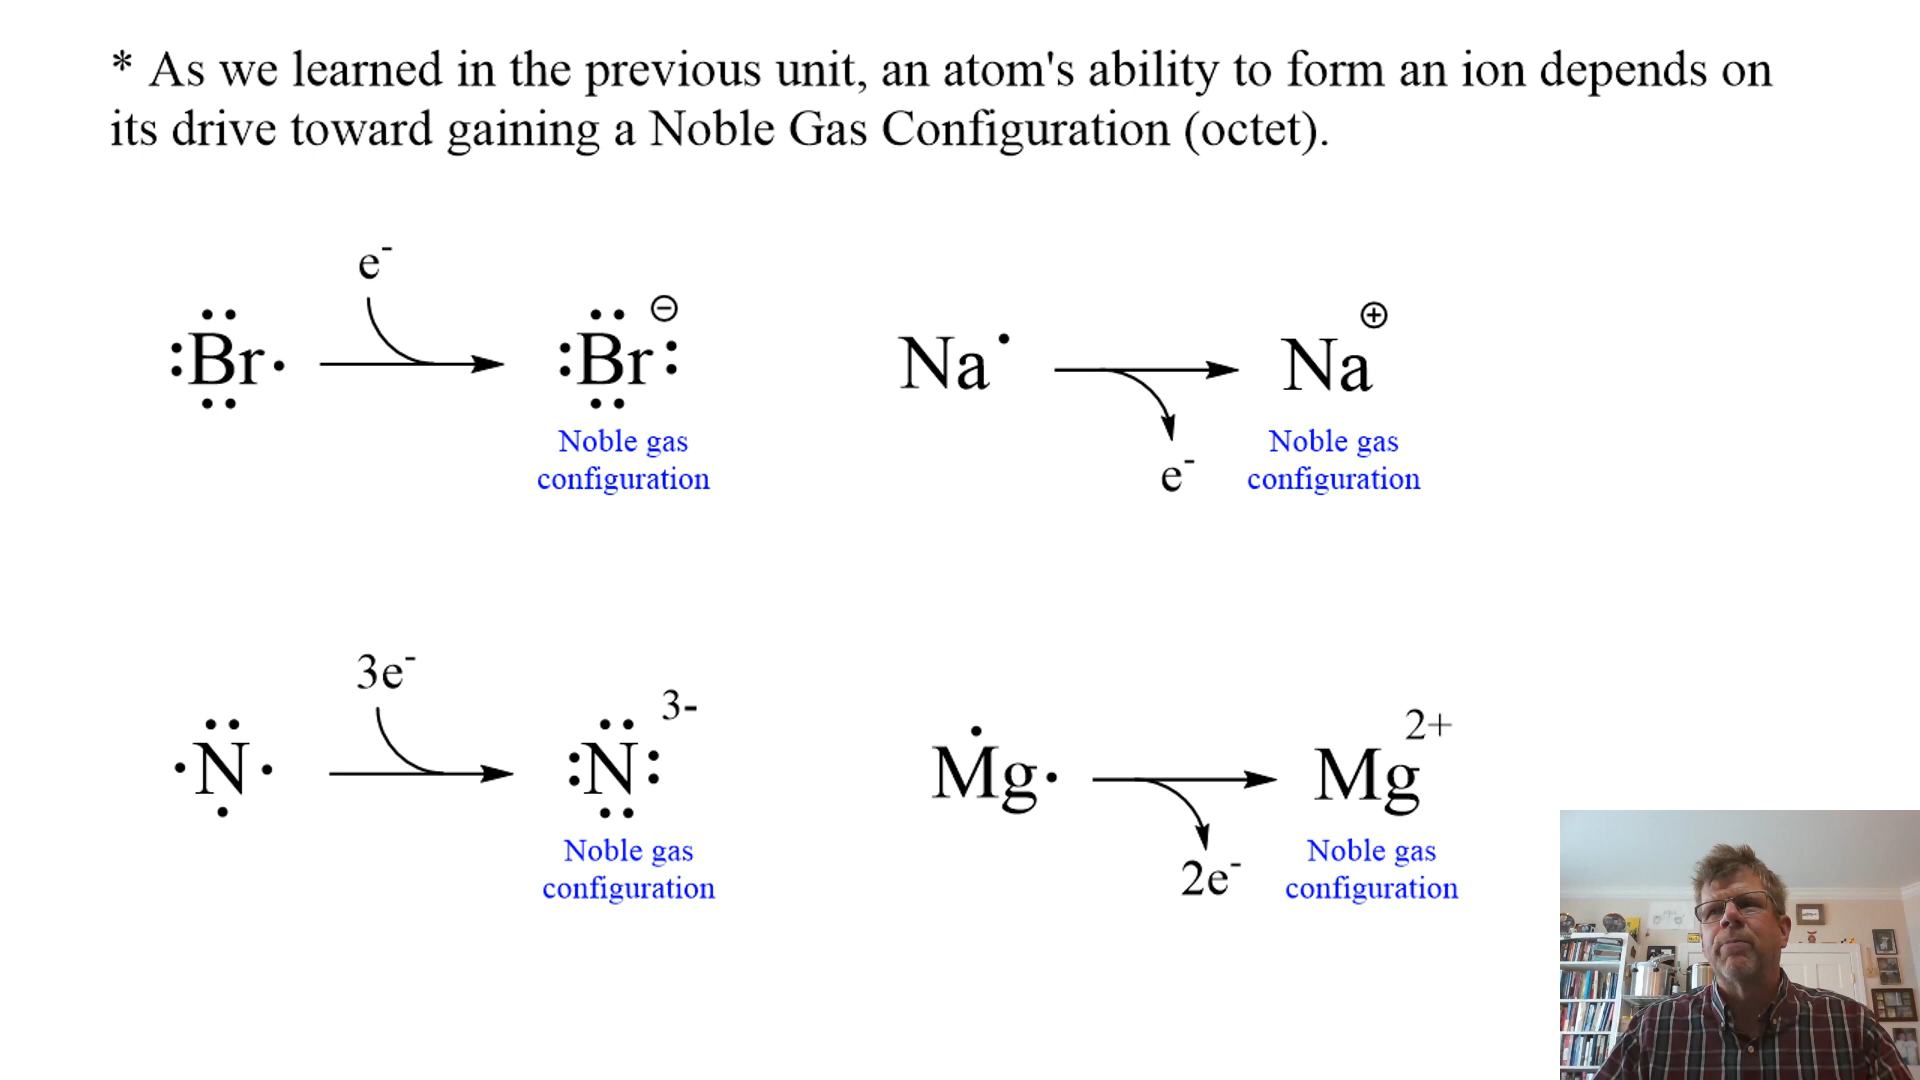 * As we learned in the previous unit, an atom's ability to form an ion depends on
its drive toward gaining a Noble Gas Configuration (octet).
e⁻
:Br· :Br: ⊖
Na· Na ⊕
e⁻
Noble gas
configuration
Noble gas
configuration
3e⁻
·N· :N: 3-
Mg· Mg 2+
2e⁻
Noble gas
configuration
Noble gas
configuration